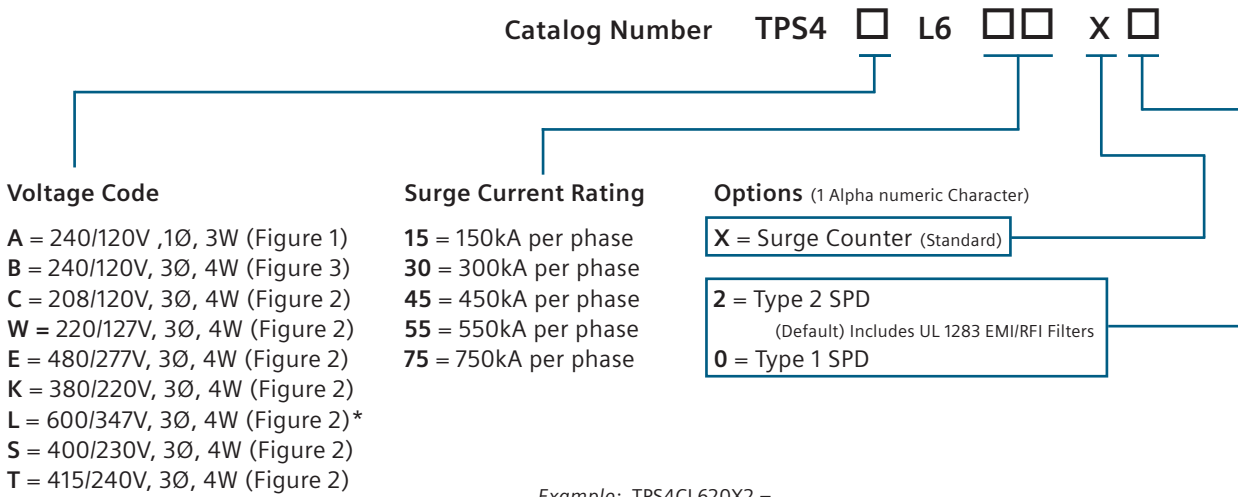 Catalog Number TPS4 □ L6 □□ X □
Voltage Code
A = 240/120V ,1Ø, 3W (Figure 1)
B = 240/120V, 3Ø, 4W (Figure 3)
C = 208/120V, 3Ø, 4W (Figure 2)
W = 220/127V, 3Ø, 4W (Figure 2)
E = 480/277V, 3Ø, 4W (Figure 2)
K = 380/220V, 3Ø, 4W (Figure 2)
L = 600/347V, 3Ø, 4W (Figure 2)*
S = 400/230V, 3Ø, 4W (Figure 2)
T = 415/240V, 3Ø, 4W (Figure 2)
Surge Current Rating
15 = 150kA per phase
30 = 300kA per phase
45 = 450kA per phase
55 = 550kA per phase
75 = 750kA per phase
Options (1 Alpha numeric Character)
X = Surge Counter (Standard)
2 = Type 2 SPD
(Default) Includes UL 1283 EMI/RFI Filters
0 = Type 1 SPD
Example: TPS4CL620X2 –